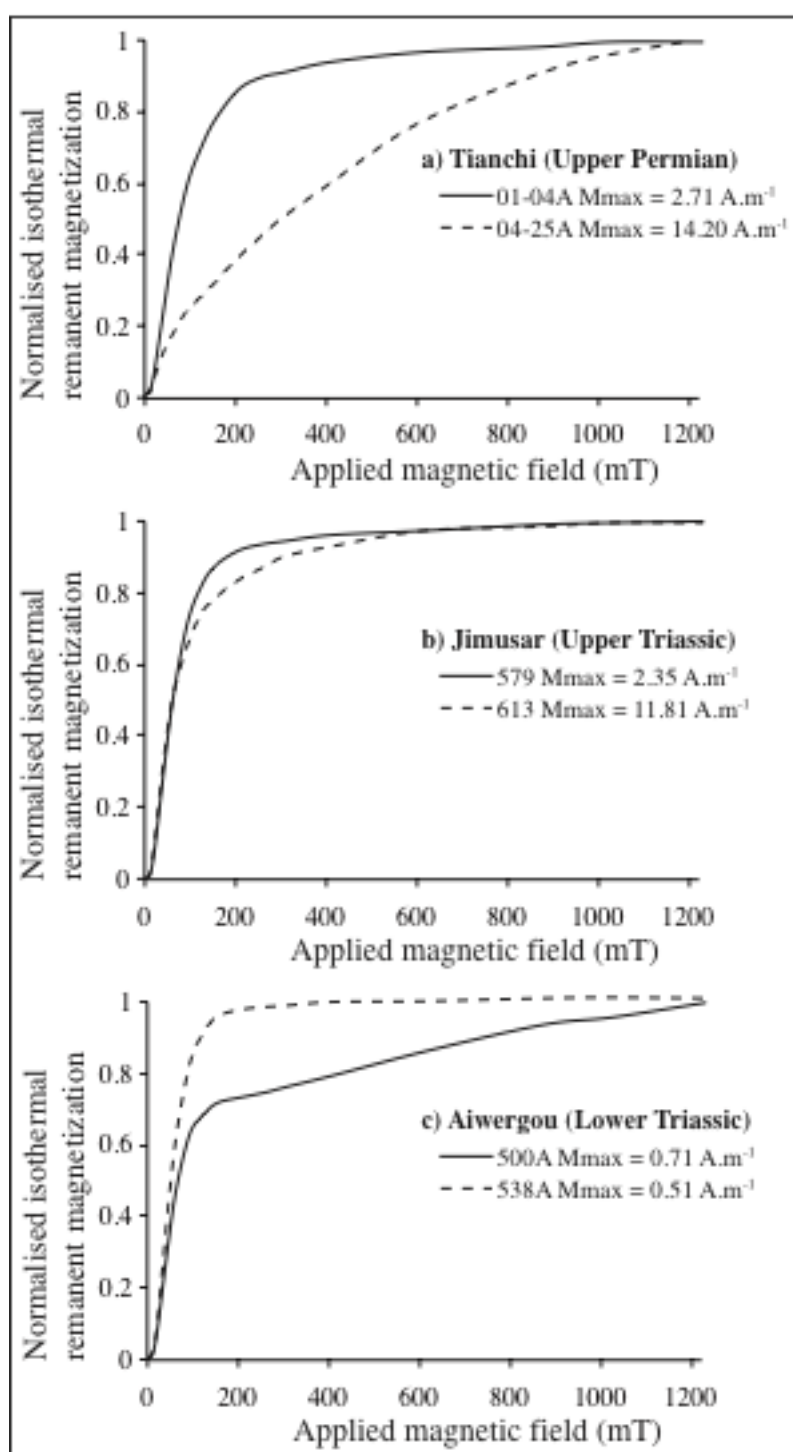 Normalised isothermal
remanent magnetization
1
0.8
0.6
0.4
0.2
0
a) Tianchi (Upper Permian)
01-04A Mmax = 2.71 A.m⁻¹
04-25A Mmax = 14.20 A.m⁻¹
0 200 400 600 800 1000 1200
Applied magnetic field (mT)
Normalised isothermal
remanent magnetization
1
0.8
0.6
0.4
0.2
0
b) Jimusar (Upper Triassic)
579 Mmax = 2.35 A.m⁻¹
613 Mmax = 11.81 A.m⁻¹
0 200 400 600 800 1000 1200
Applied magnetic field (mT)
Normalised isothermal
remanent magnetization
1
0.8
0.6
0.4
0.2
0
c) Aiwergou (Lower Triassic)
500A Mmax = 0.71 A.m⁻¹
538A Mmax = 0.51 A.m⁻¹
0 200 400 600 800 1000 1200
Applied magnetic field (mT)